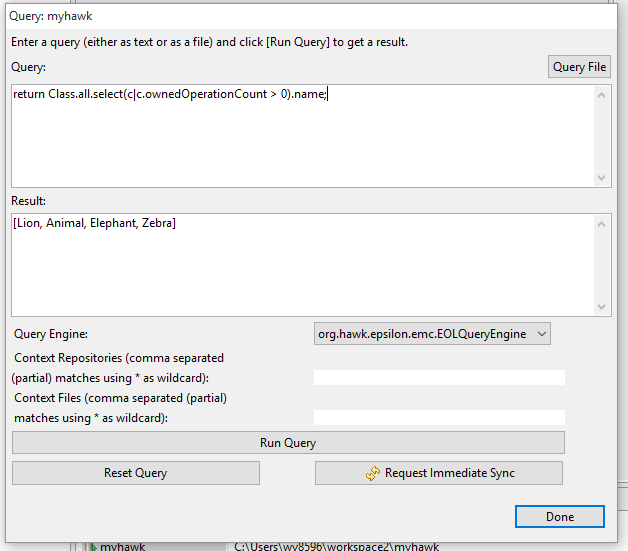 Query: myhawk
Enter a query (either as text or as a file) and click [Run Query] to get a result.
Query:
Query File
return Class.all.select(c|c.ownedOperationCount > 0).name;
Result:
[Lion, Animal, Elephant, Zebra]
Query Engine:
org.hawk.epsilon.emc.EOLQueryEngine
Context Repositories (comma separated
(partial) matches using * as wildcard):
Context Files (comma separated (partial)
matches using * as wildcard):
Run Query
Reset Query
Request Immediate Sync
Done
myhawk
C:\Users\wv8596\workspace2\myhawk